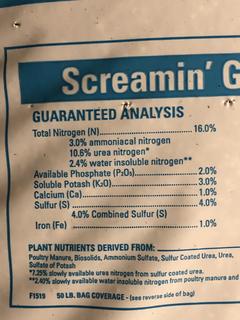 Screamin' G
GUARANTEED ANALYSIS
Total Nitrogen (N)..........16.0%
3.0% ammoniacal nitrogen
10.6% urea nitrogen*
2.4% water insoluble nitrogen**
Available Phosphate (P₂O₅)..........2.0%
Soluble Potash (K₂O)..........3.0%
Calcium (Ca)..........1.0%
Sulfur (S)..........4.0%
4.0% Combined Sulfur (S)
Iron (Fe)..........1.0%
PLANT NUTRIENTS DERIVED FROM:
Poultry Manure, Biosolids, Ammonium Sulfate, Sulfur Coated Urea, Urea,
Sulfate of Potash
*7.25% slowly available urea nitrogen from sulfur coated urea.
**2.40% slowly available water insoluble nitrogen from poultry manure and
F1519 50 LB. BAG COVERAGE - (see reverse side of bag)